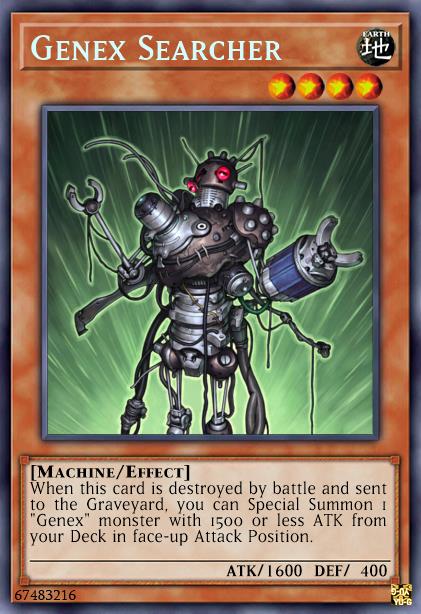 GENEX SEARCHER
EARTH
地
[MACHINE/EFFECT]
When this card is destroyed by battle and sent
to the Graveyard, you can Special Summon 1
"Genex" monster with 1500 or less ATK from
your Deck in face-up Attack Position.
ATK/1600 DEF/ 400
67483216